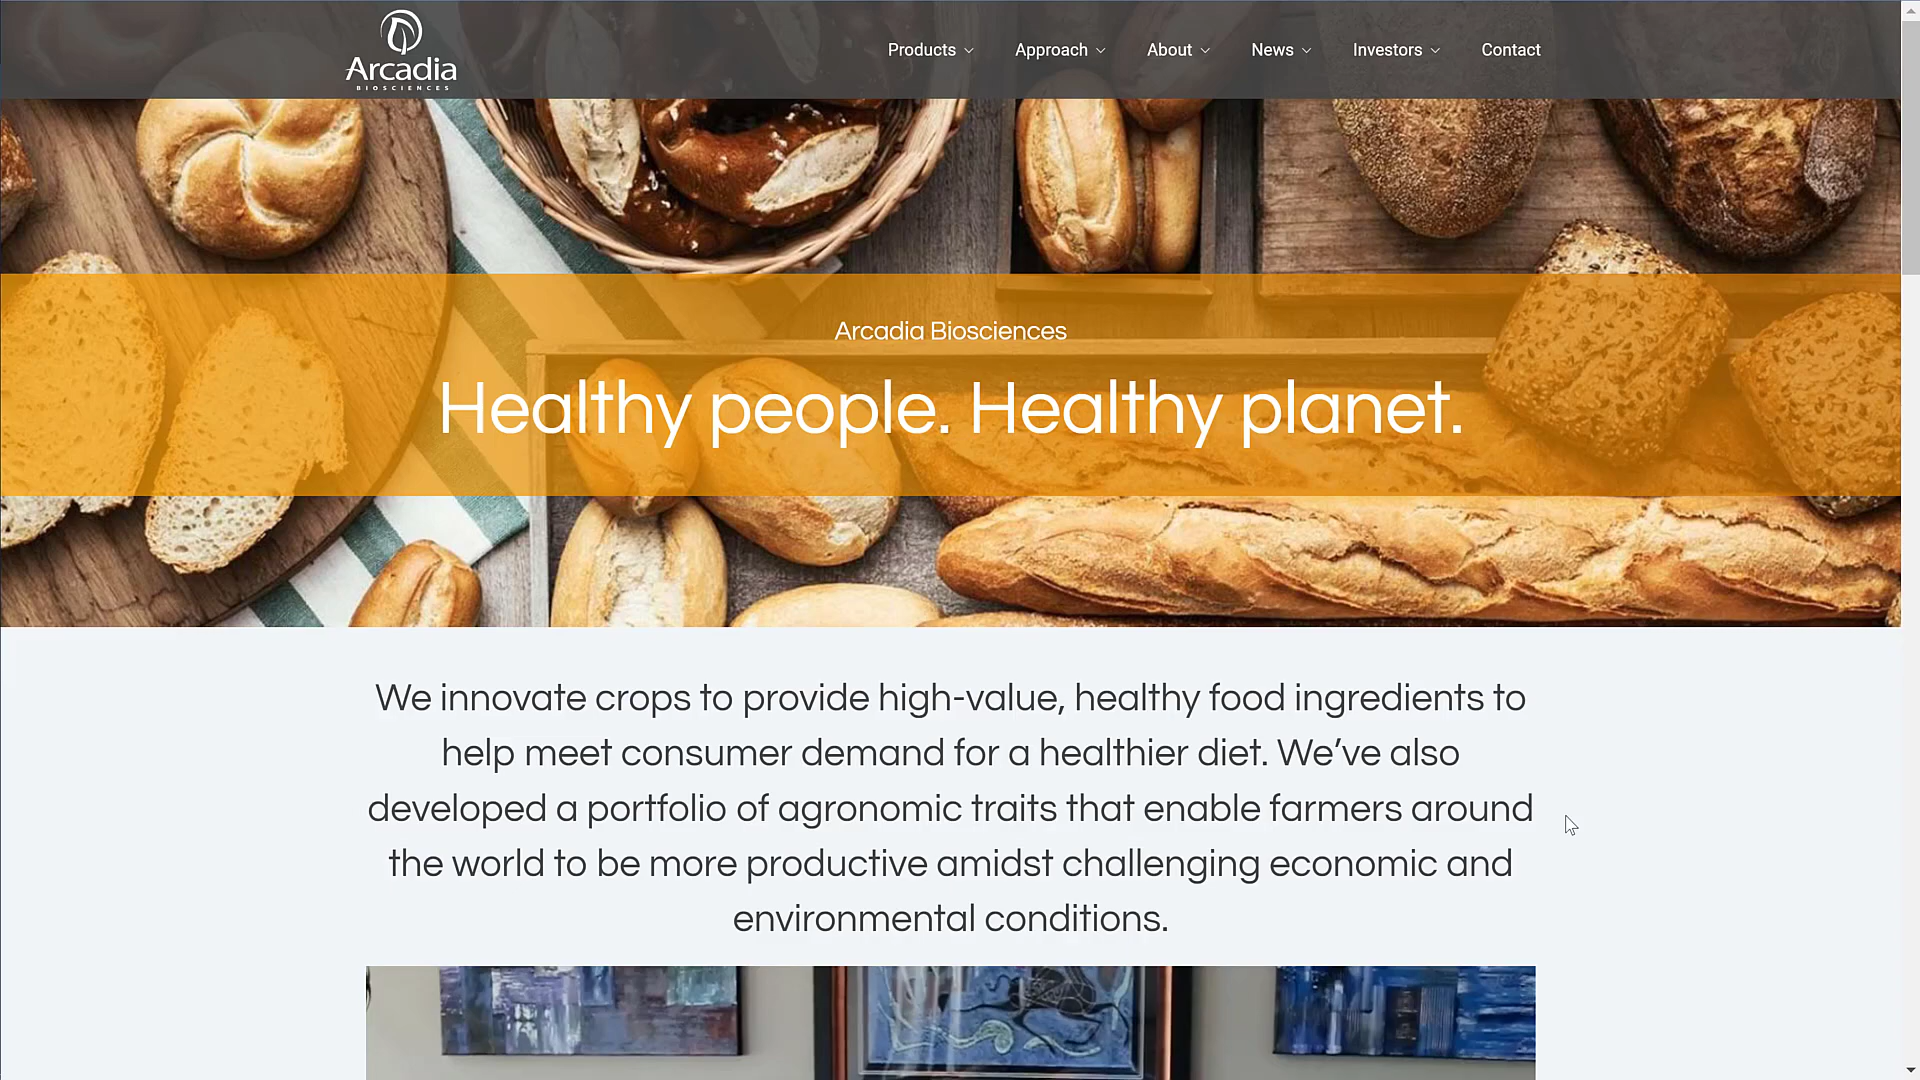 Arcadia
BIOSCIENCES
Products
Approach
About
News
Investors
Contact
Arcadia Biosciences
Healthy people. Healthy planet.
We innovate crops to provide high-value, healthy food ingredients to
help meet consumer demand for a healthier diet. We’ve also
developed a portfolio of agronomic traits that enable farmers around
the world to be more productive amidst challenging economic and
environmental conditions.